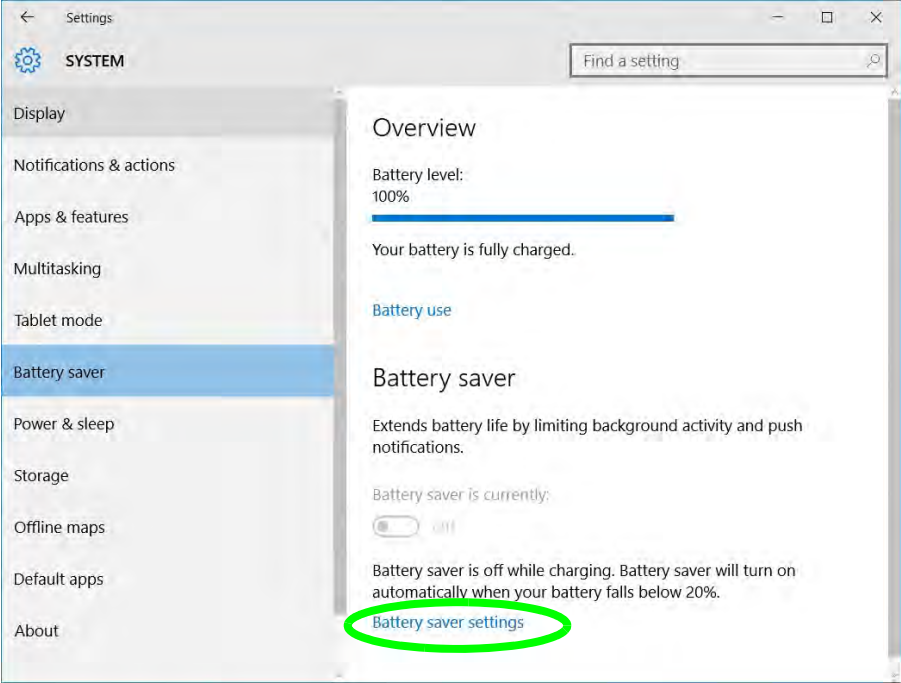 Settings
SYSTEM
Find a setting
Display
Notifications & actions
Apps & features
Multitasking
Tablet mode
Battery saver
Power & sleep
Storage
Offline maps
Default apps
About
Overview
Battery level:
100%
Your battery is fully charged.
Battery use
Battery saver
Extends battery life by limiting background activity and push
notifications.
Battery saver is currently:
Off
Battery saver is off while charging. Battery saver will turn on
automatically when your battery falls below 20%.
Battery saver settings